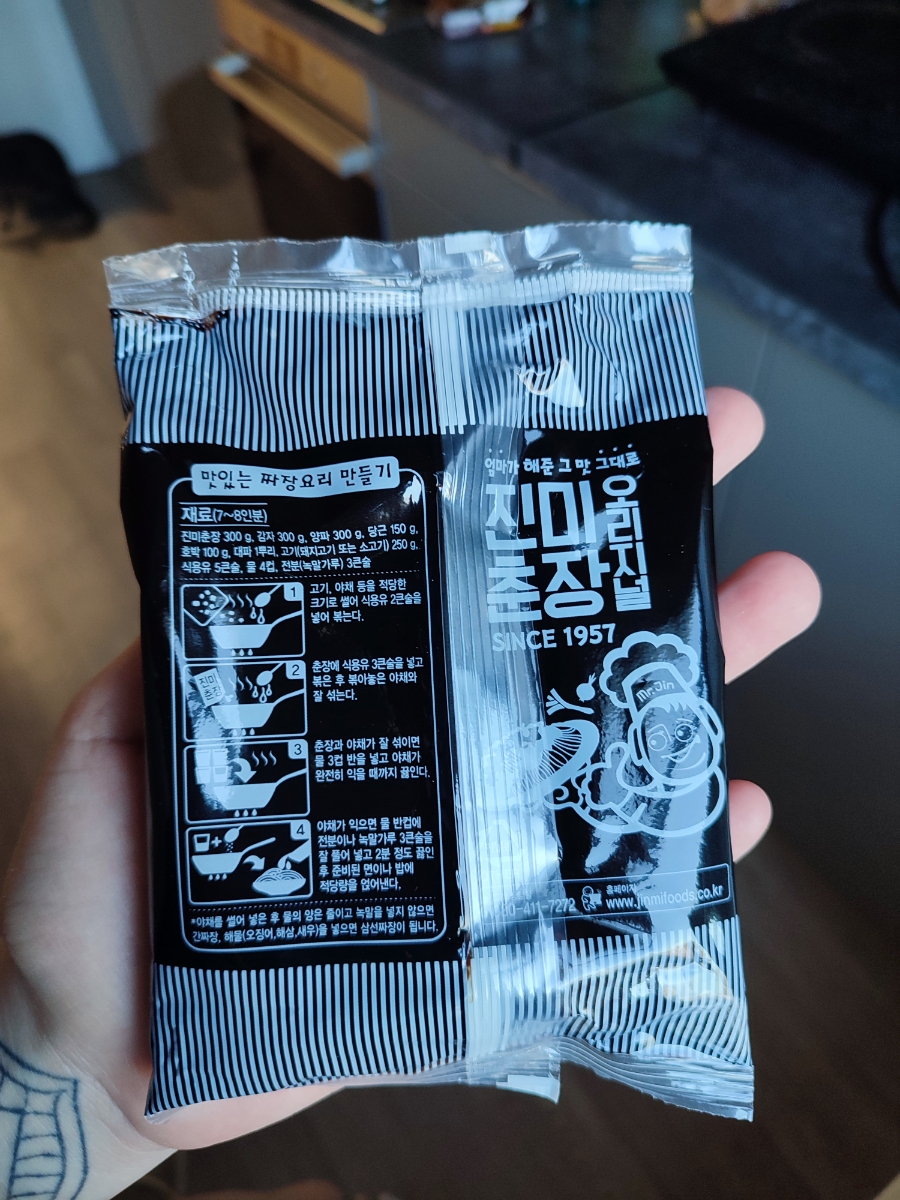 맛있는 짜장요리 만들기
재료(7~8인분)
진미춘장 300 g, 감자 300 g, 양파 300 g, 당근 150 g,
호박 100 g, 대파 1뿌리, 고기(돼지고기 또는 소고기) 250 g,
식용유 5큰술, 물 4컵, 전분(녹말가루) 3큰술
1
고기, 야채 등을 적당한
크기로 썰어 식용유 2큰술을
넣어 볶는다.
진미
춘장
2
춘장에 식용유 3큰술을 넣고
볶은 후 볶아놓은 야채와
잘 섞는다.
3
춘장과 야채가 잘 섞이면
물 3컵 반을 넣고 야채가
완전히 익을 때까지 끓인다.
4
야채가 익으면 물 반컵에
전분이나 녹말가루 3큰술을
잘 풀어 넣고 2분 정도 끓인
후 준비된 면이나 밥에
적당량을 얹어낸다.
*야채를 썰어 넣은 후 물의 양은 줄이고 녹말을 넣지 않으면
간짜장, 해물(오징어,해삼,새우)을 넣으면 삼선짜장이 됩니다.
엄마가 해준 그 맛 그대로
진미
춘장
오리지널
SINCE 1957
Mr.Jin
411-7272
홈페이지
www.jinmifoods.co.kr